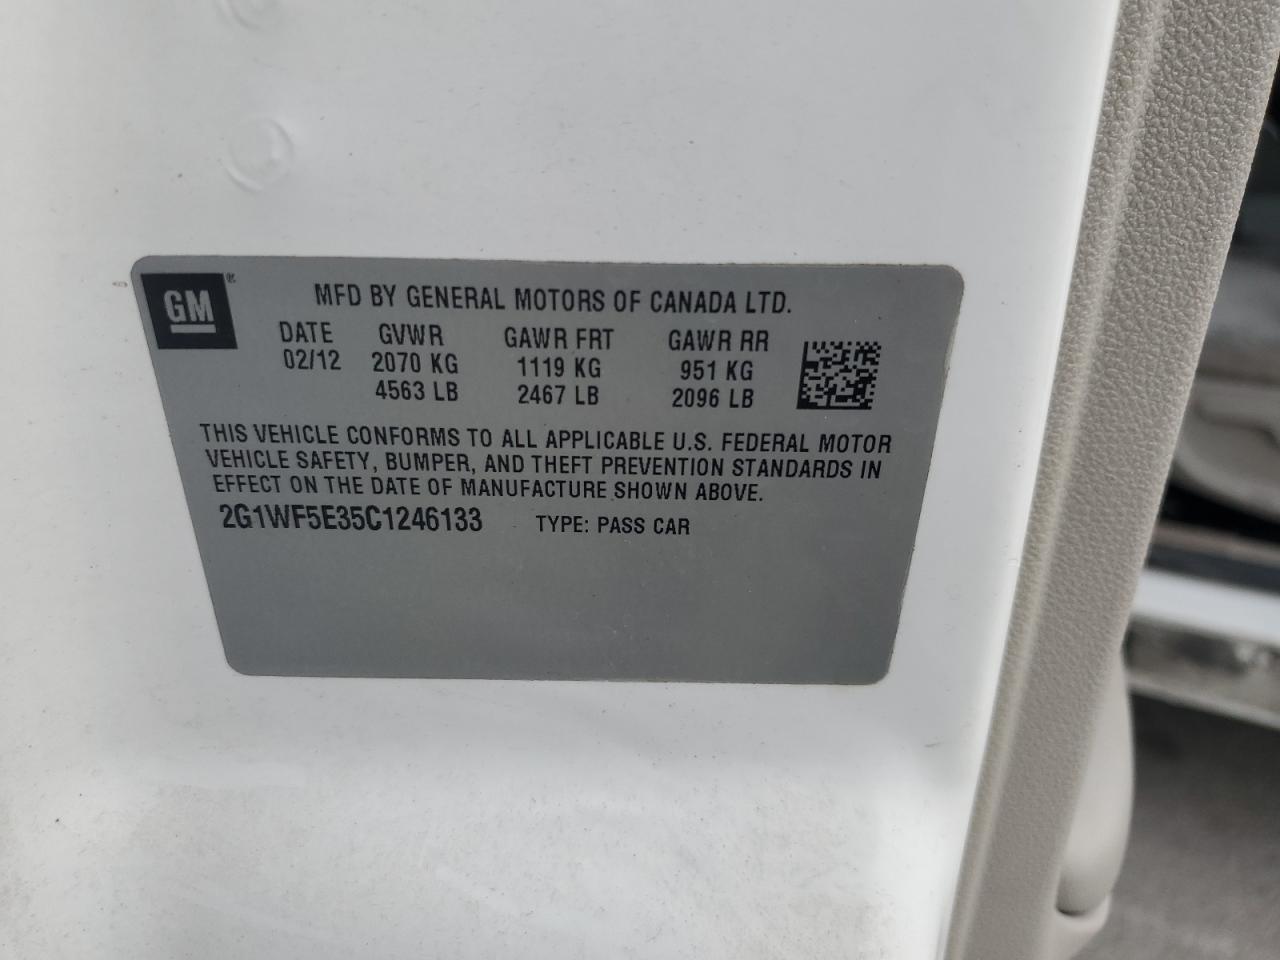 GM®
MFD BY GENERAL MOTORS OF CANADA LTD.
DATE GVWR GAWR FRT GAWR RR
02/12 2070 KG 1119 KG 951 KG
4563 LB 2467 LB 2096 LB
THIS VEHICLE CONFORMS TO ALL APPLICABLE U.S. FEDERAL MOTOR
VEHICLE SAFETY, BUMPER, AND THEFT PREVENTION STANDARDS IN
EFFECT ON THE DATE OF MANUFACTURE SHOWN ABOVE.
2G1WF5E35C1246133 TYPE: PASS CAR